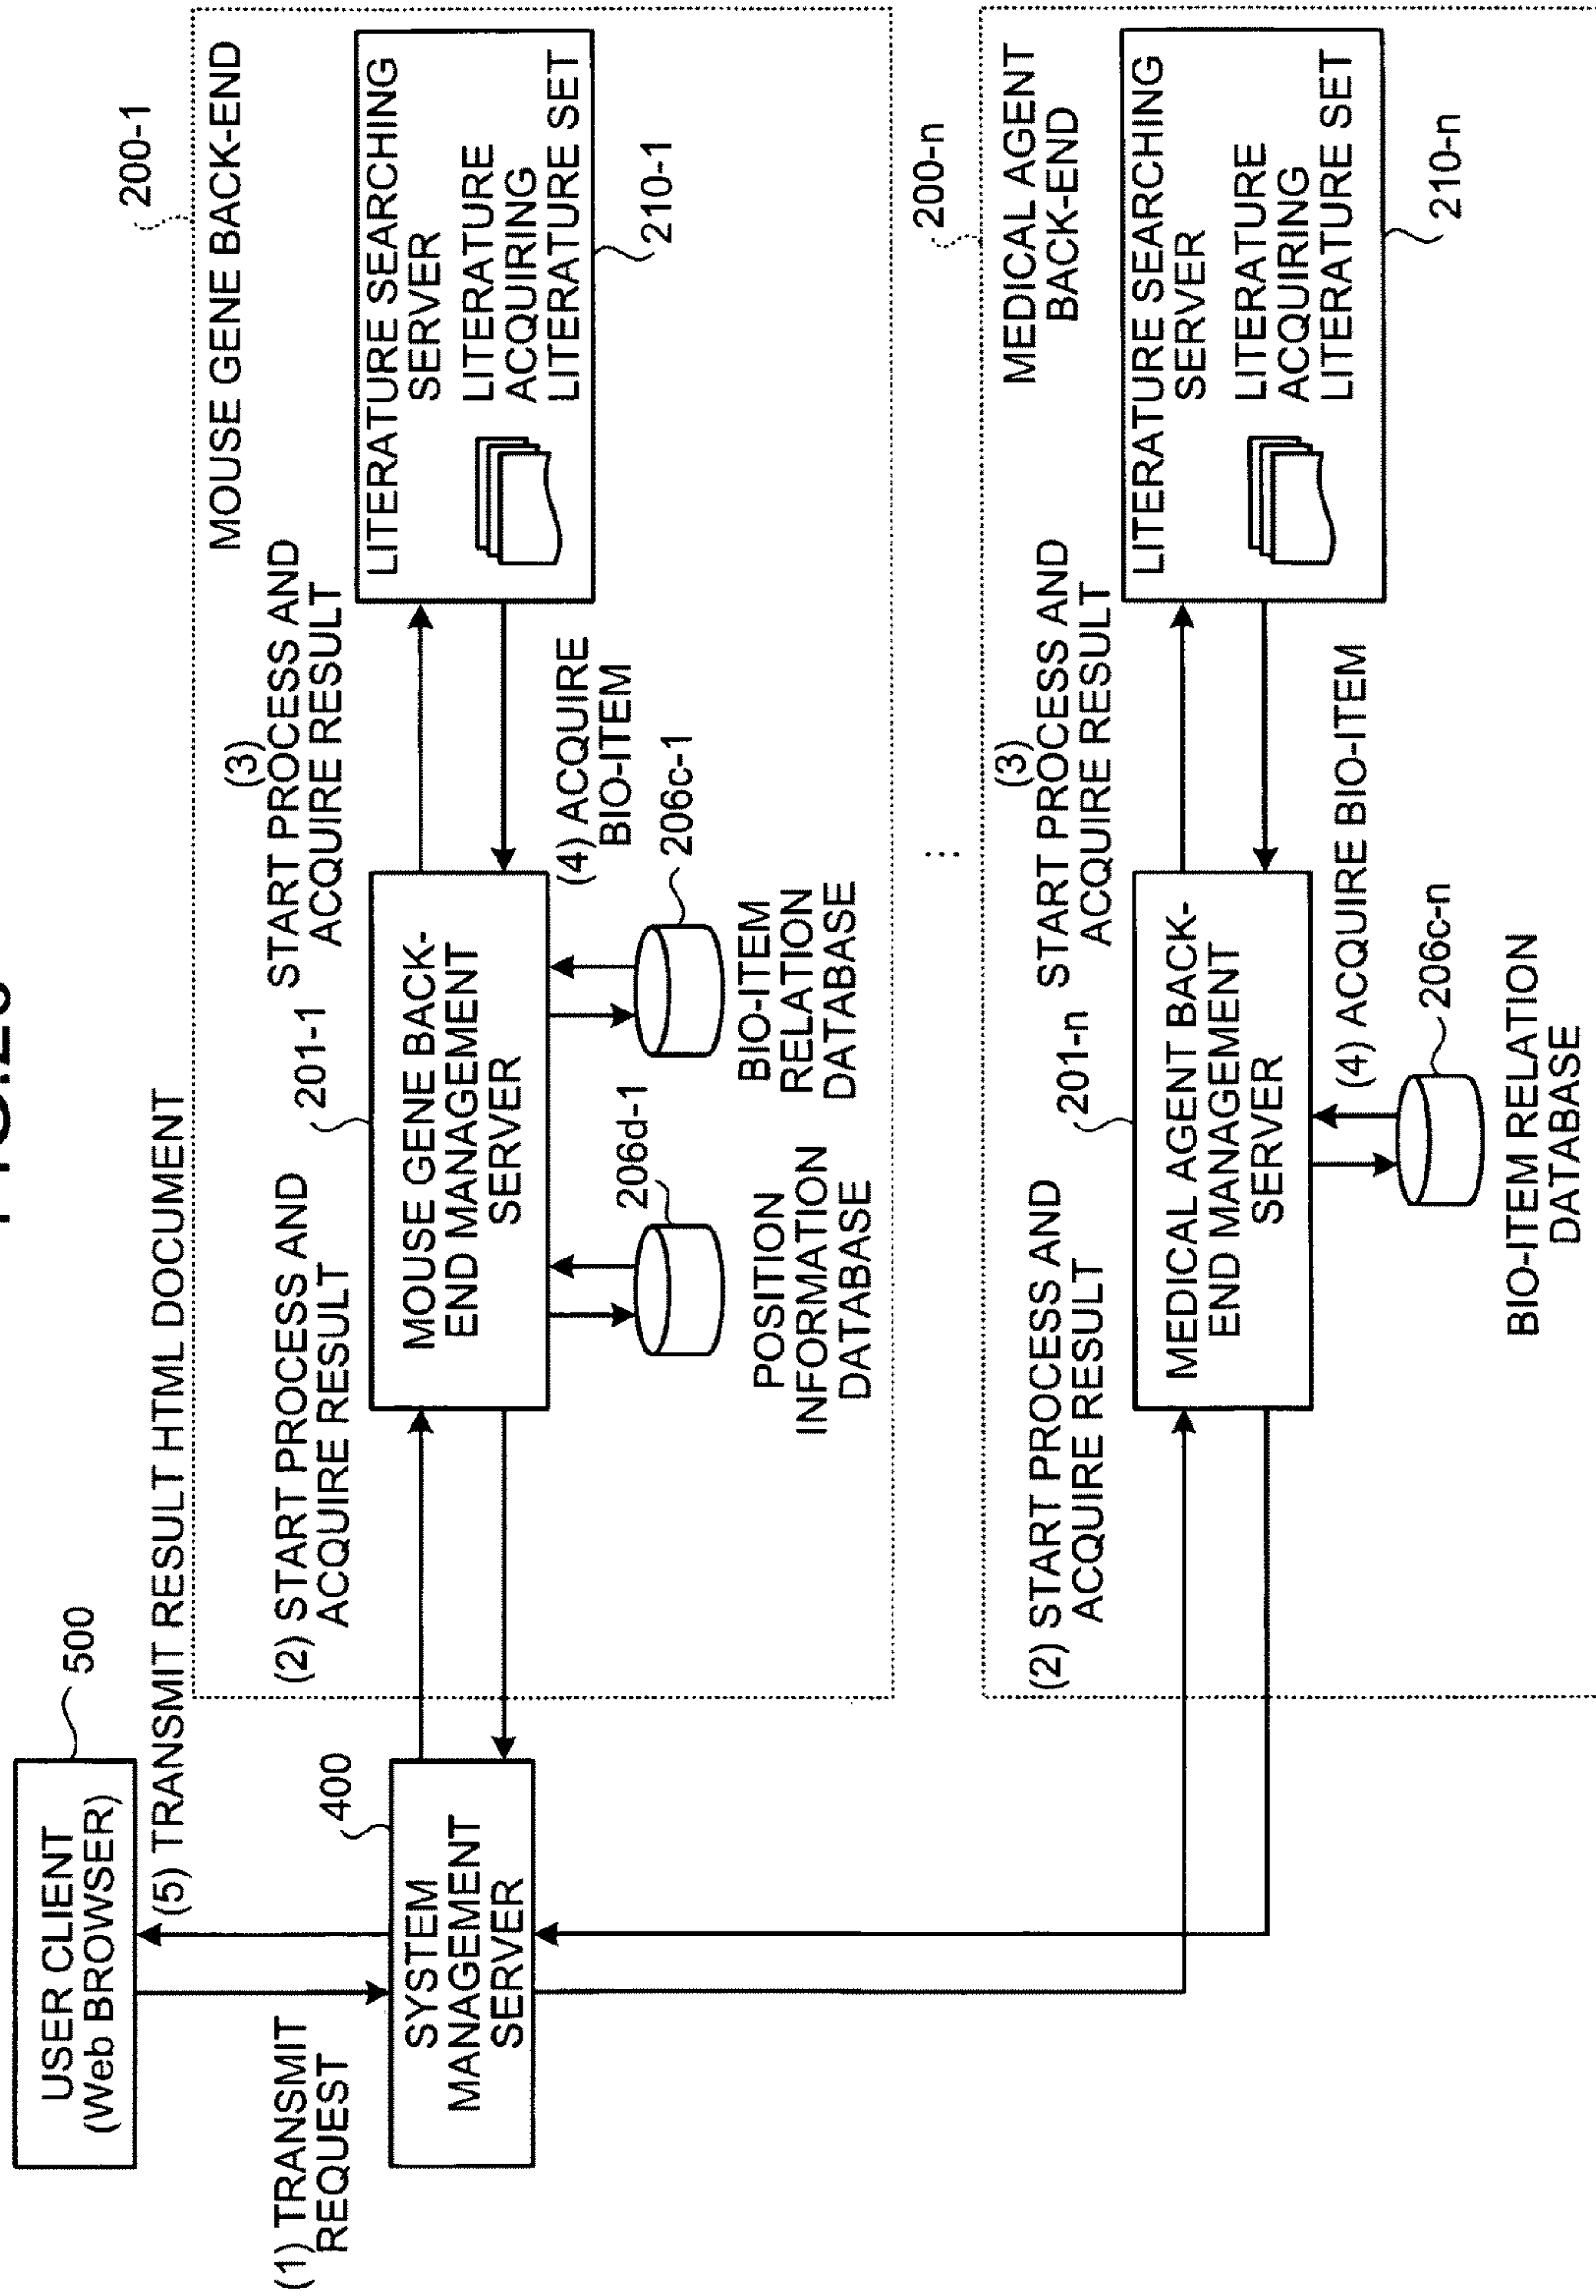 USER CLIENT
(Web BROWSER)
500
(5) TRANSMIT RESULT HTML DOCUMENT
(1) TRANSMIT
REQUEST
400
SYSTEM
MANAGEMENT
SERVER
200-1
MOUSE GENE BACK-END
(2) START PROCESS AND
ACQUIRE RESULT
201-1
MOUSE GENE BACK-
END MANAGEMENT
SERVER
(3)
START PROCESS AND
ACQUIRE RESULT
LITERATURE SEARCHING
SERVER
LITERATURE
ACQUIRING
LITERATURE SET
210-1
(4) ACQUIRE
BIO-ITEM
206d-1
POSITION
INFORMATION
DATABASE
206c-1
BIO-ITEM
RELATION
DATABASE
...
200-n
MEDICAL AGENT
BACK-END
(2) START PROCESS AND
ACQUIRE RESULT
201-n
MEDICAL AGENT BACK-
END MANAGEMENT
SERVER
(3)
START PROCESS AND
ACQUIRE RESULT
LITERATURE SEARCHING
SERVER
LITERATURE
ACQUIRING
LITERATURE SET
210-n
(4) ACQUIRE BIO-ITEM
206c-n
BIO-ITEM RELATION
DATABASE